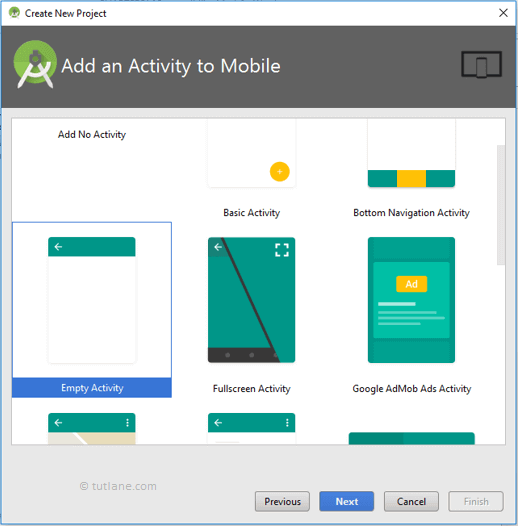 Create New Project
Add an Activity to Mobile
Add No Activity
Basic Activity
Bottom Navigation Activity
Ad
Empty Activity
Fullscreen Activity
Google AdMob Ads Activity
© tutlane.com
Previous
Next
Cancel
Finish